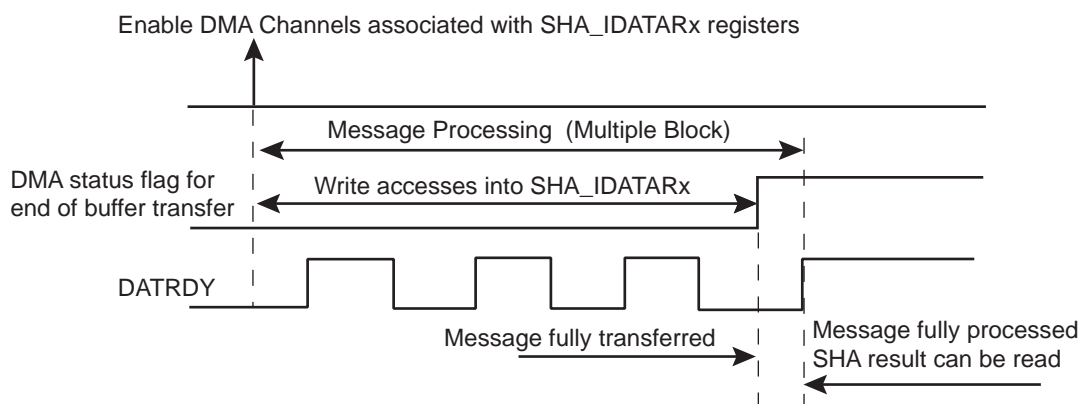 Enable DMA Channels associated with SHA_IDATARx registers
Message Processing (Multiple Block)
DMA status flag for
end of buffer transfer
Write accesses into SHA_IDATARx
DATRDY
Message fully transferred
Message fully processed
SHA result can be read